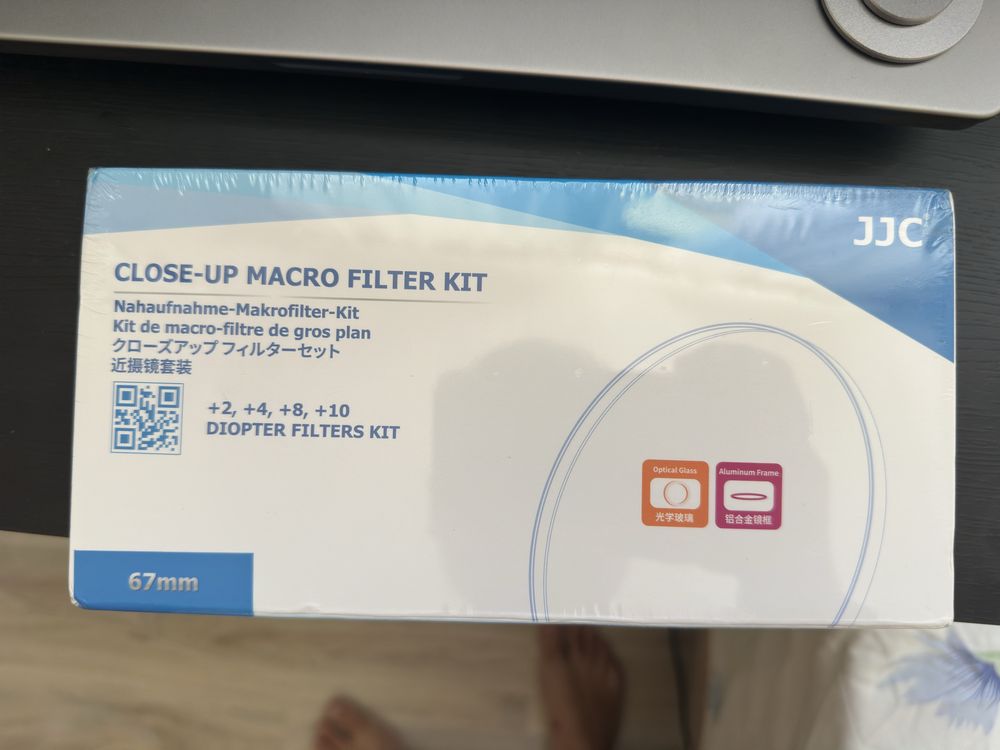 JJC
CLOSE-UP MACRO FILTER KIT
Nahaufnahme-Makrofilter-Kit
Kit de macro-filtre de gros plan
クローズアップ フィルターセット
近摄镜套装
+2, +4, +8, +10
DIOPTER FILTERS KIT
Optical Glass
光学玻璃
Aluminum Frame
铝合金镜框
67mm